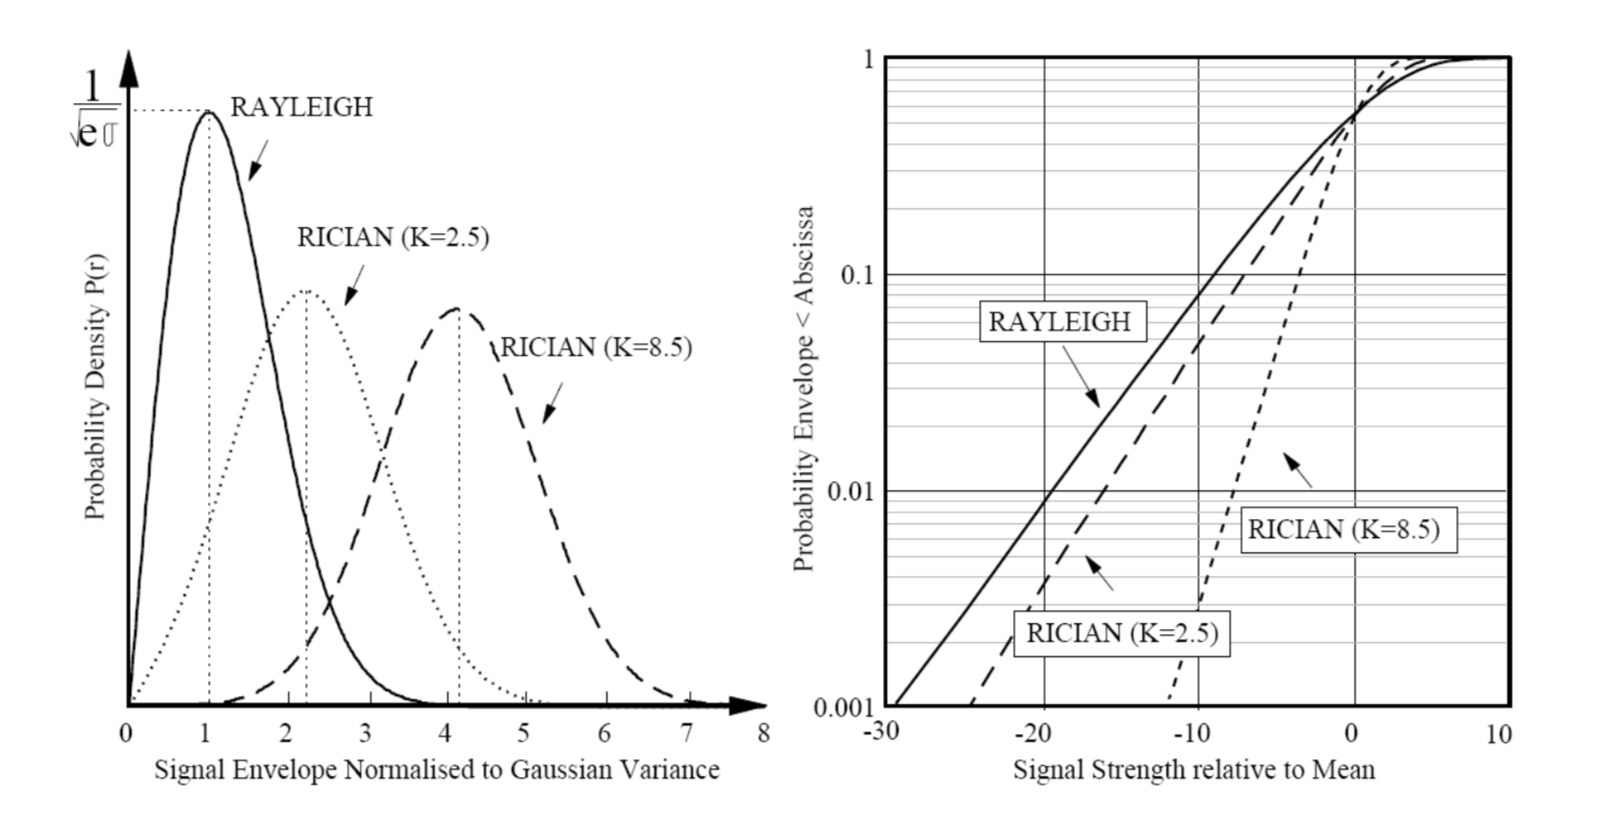 1
√eσ
RAYLEIGH
RICIAN (K=2.5)
RICIAN (K=8.5)
Probability Density P(r)
0 1 2 3 4 5 6 7 8
Signal Envelope Normalised to Gaussian Variance
1
0.1
0.01
0.001
Probability Envelope < Abscissa
RAYLEIGH
RICIAN (K=8.5)
RICIAN (K=2.5)
-30 -20 -10 0 10
Signal Strength relative to Mean